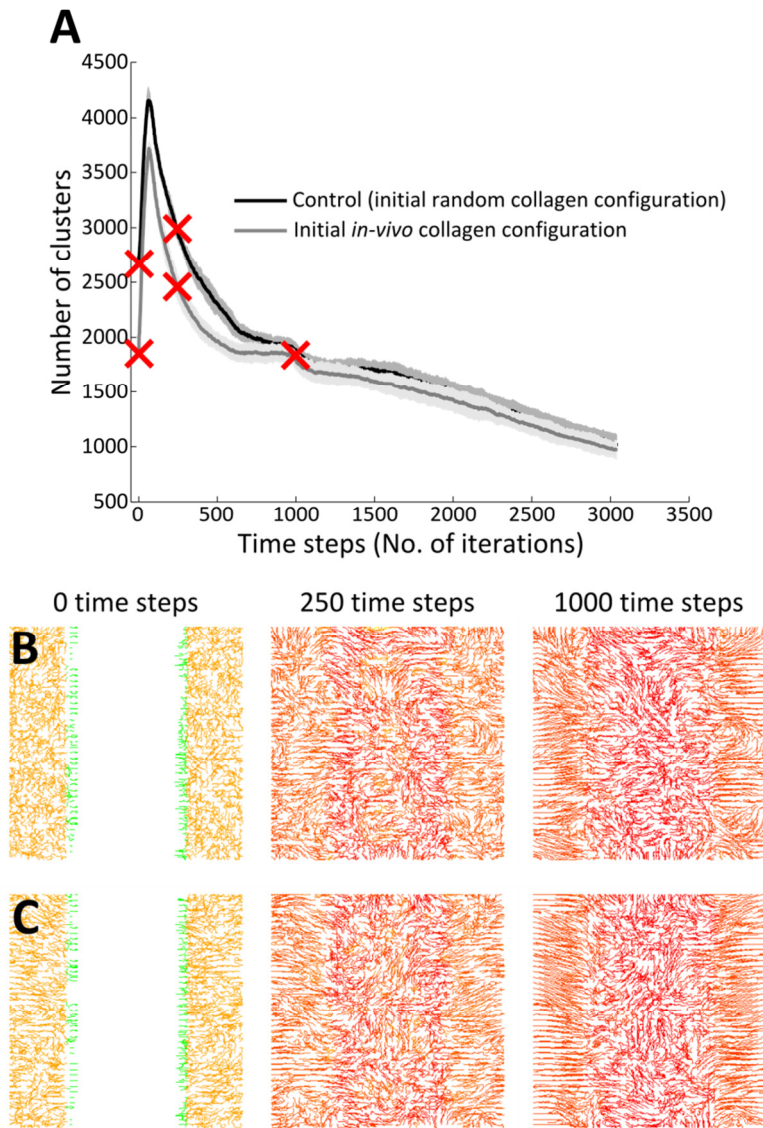 A
4500
4000
3500
3000
2500
2000
1500
1000
500
Number of clusters
Control (initial random collagen configuration)
Initial in-vivo collagen configuration
0 500 1000 1500 2000 2500 3000 3500
Time steps (No. of iterations)
0 time steps 250 time steps 1000 time steps
B
C